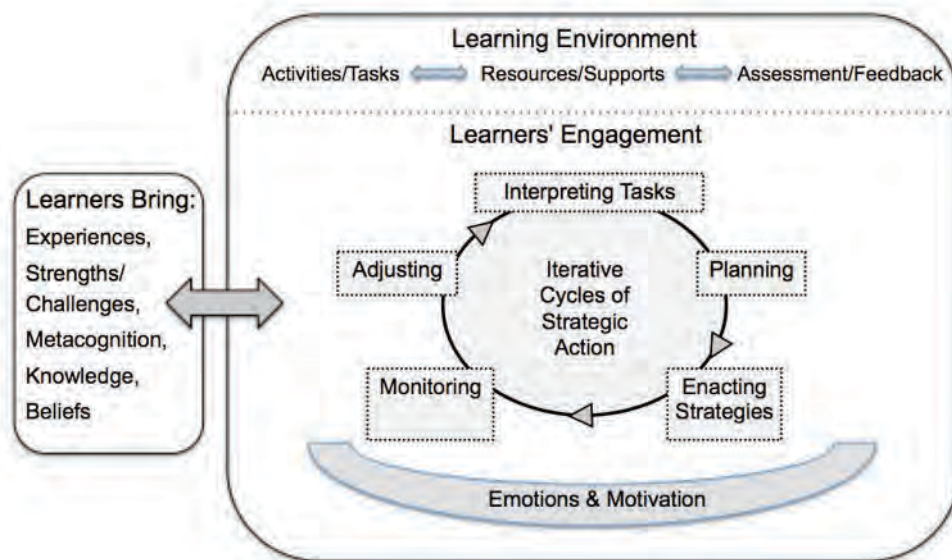 Learning Environment
Activities/Tasks Resources/Supports Assessment/Feedback
Learners' Engagement
Learners Bring:
Experiences,
Strengths/
Challenges,
Metacognition,
Knowledge,
Beliefs
Interpreting Tasks
Adjusting
Iterative
Cycles of
Strategic
Action
Planning
Monitoring
Enacting
Strategies
Emotions & Motivation